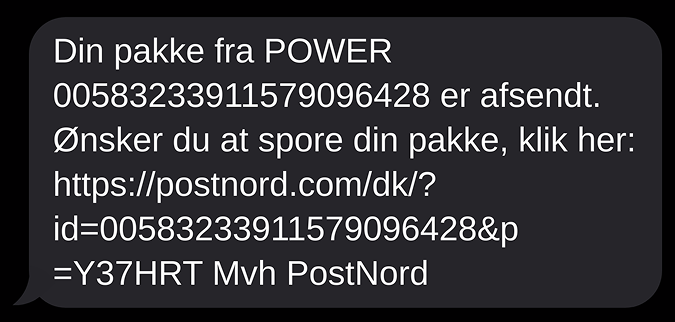 Din pakke fra POWER
00583233911579096428 er afsendt.
Ønsker du at spore din pakke, klik her:
https://postnord.com/dk/?
id=00583233911579096428&p
=Y37HRT Mvh PostNord